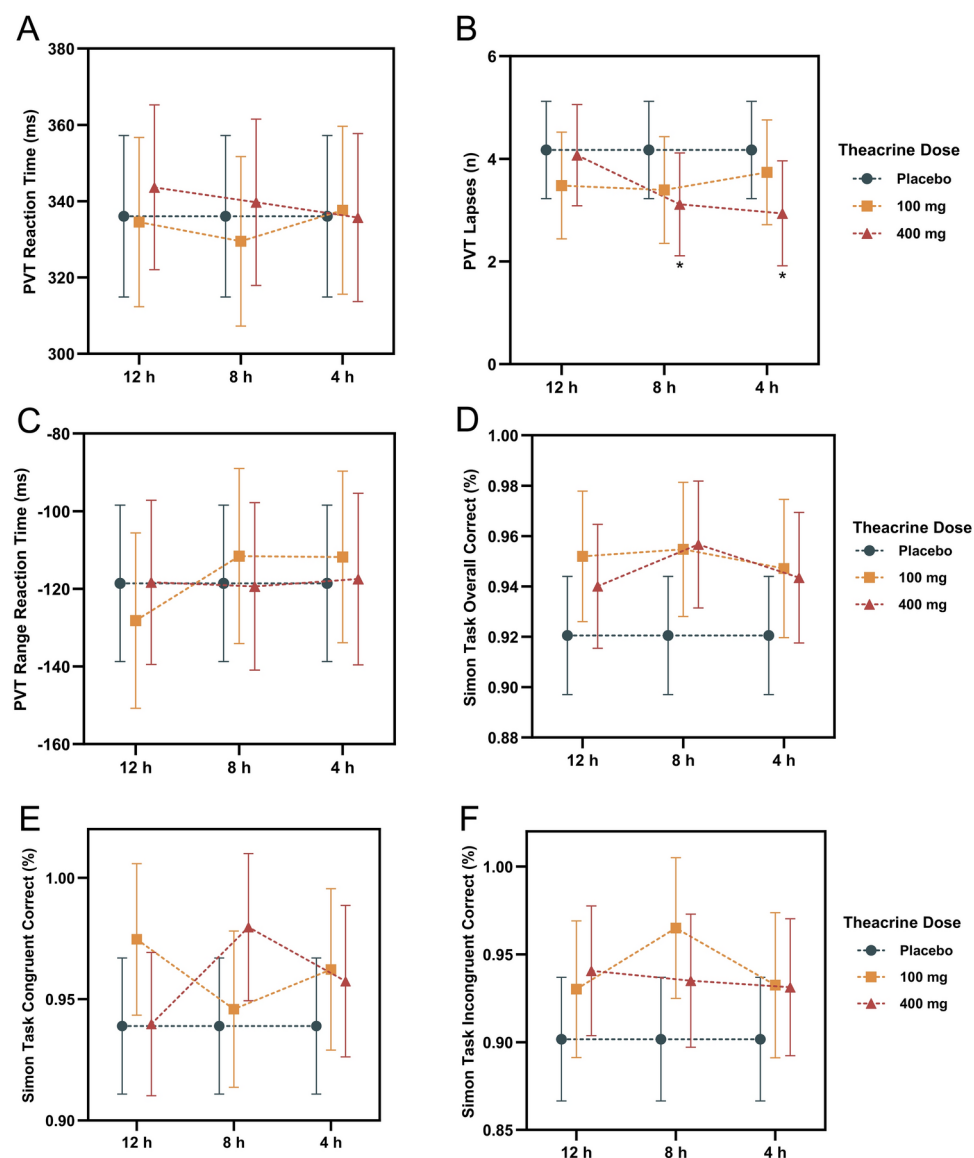 A
PVT Reaction Time (ms)
380
360
340
320
300
12 h
8 h
4 h
B
PVT Lapses (n)
6
4
2
0
*
*
12 h
8 h
4 h
Theacrine Dose
Placebo
100 mg
400 mg
C
PVT Range Reaction Time (ms)
-80
-100
-120
-140
-160
12 h
8 h
4 h
D
Simon Task Overall Correct (%)
1.00
0.98
0.96
0.94
0.92
0.90
0.88
12 h
8 h
4 h
Theacrine Dose
Placebo
100 mg
400 mg
E
Simon Task Congruent Correct (%)
1.00
0.95
0.90
12 h
8 h
4 h
F
Simon Task Incongruent Correct (%)
1.00
0.95
0.90
0.85
12 h
8 h
4 h
Theacrine Dose
Placebo
100 mg
400 mg